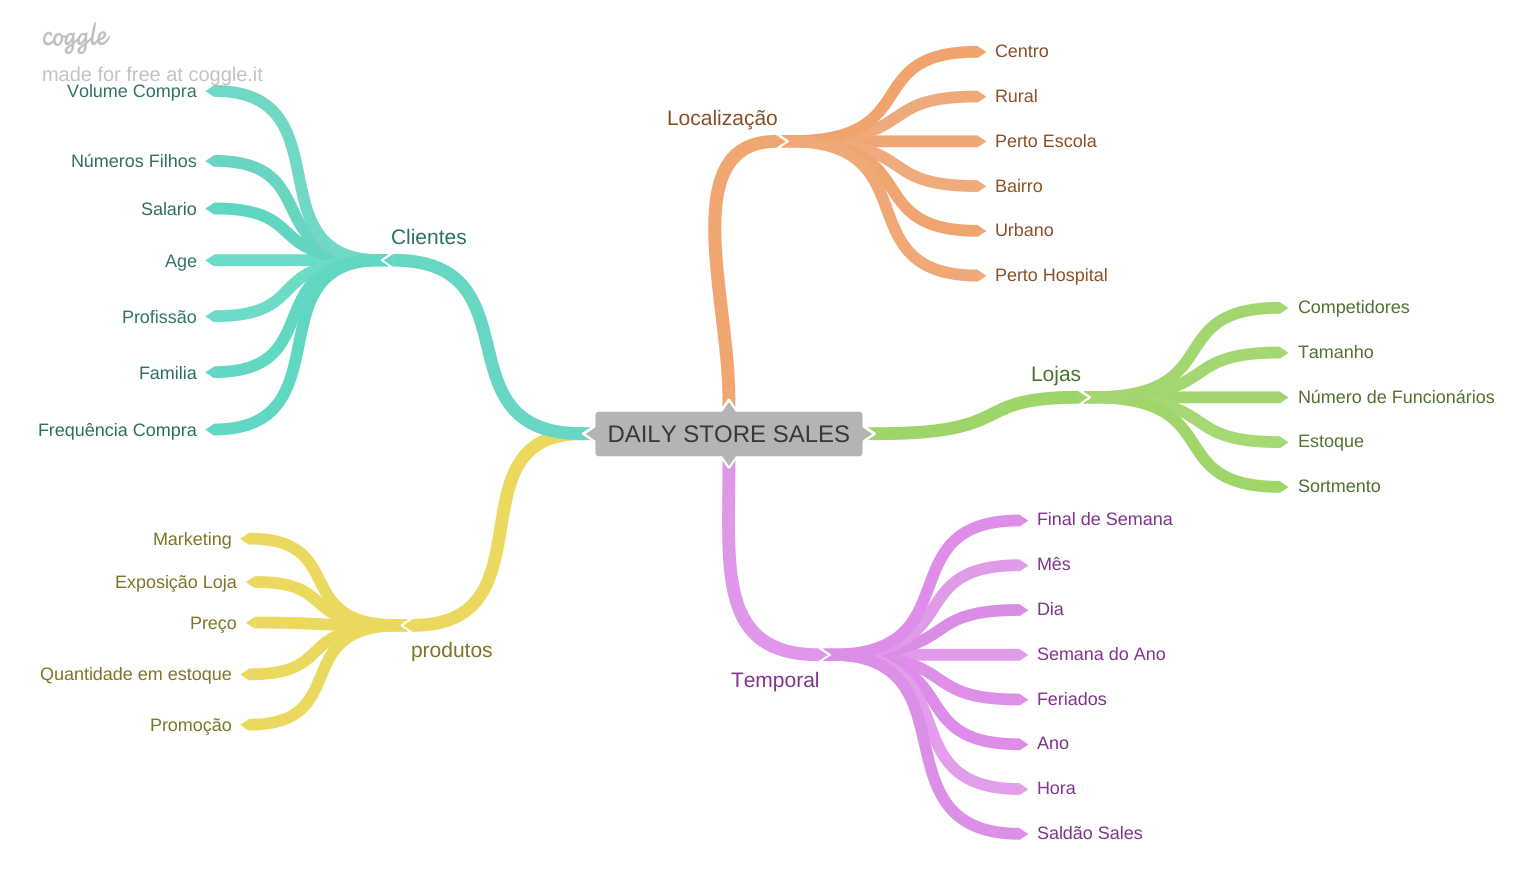 coggle
made for free at coggle.it
Clientes
Volume Compra
Números Filhos
Salario
Age
Profissão
Familia
Frequência Compra
Localização
Centro
Rural
Perto Escola
Bairro
Urbano
Perto Hospital
DAILY STORE SALES
Lojas
Competidores
Tamanho
Número de Funcionários
Estoque
Sortmento
produtos
Marketing
Exposição Loja
Preço
Quantidade em estoque
Promoção
Temporal
Final de Semana
Mês
Dia
Semana do Ano
Feriados
Ano
Hora
Saldão Sales